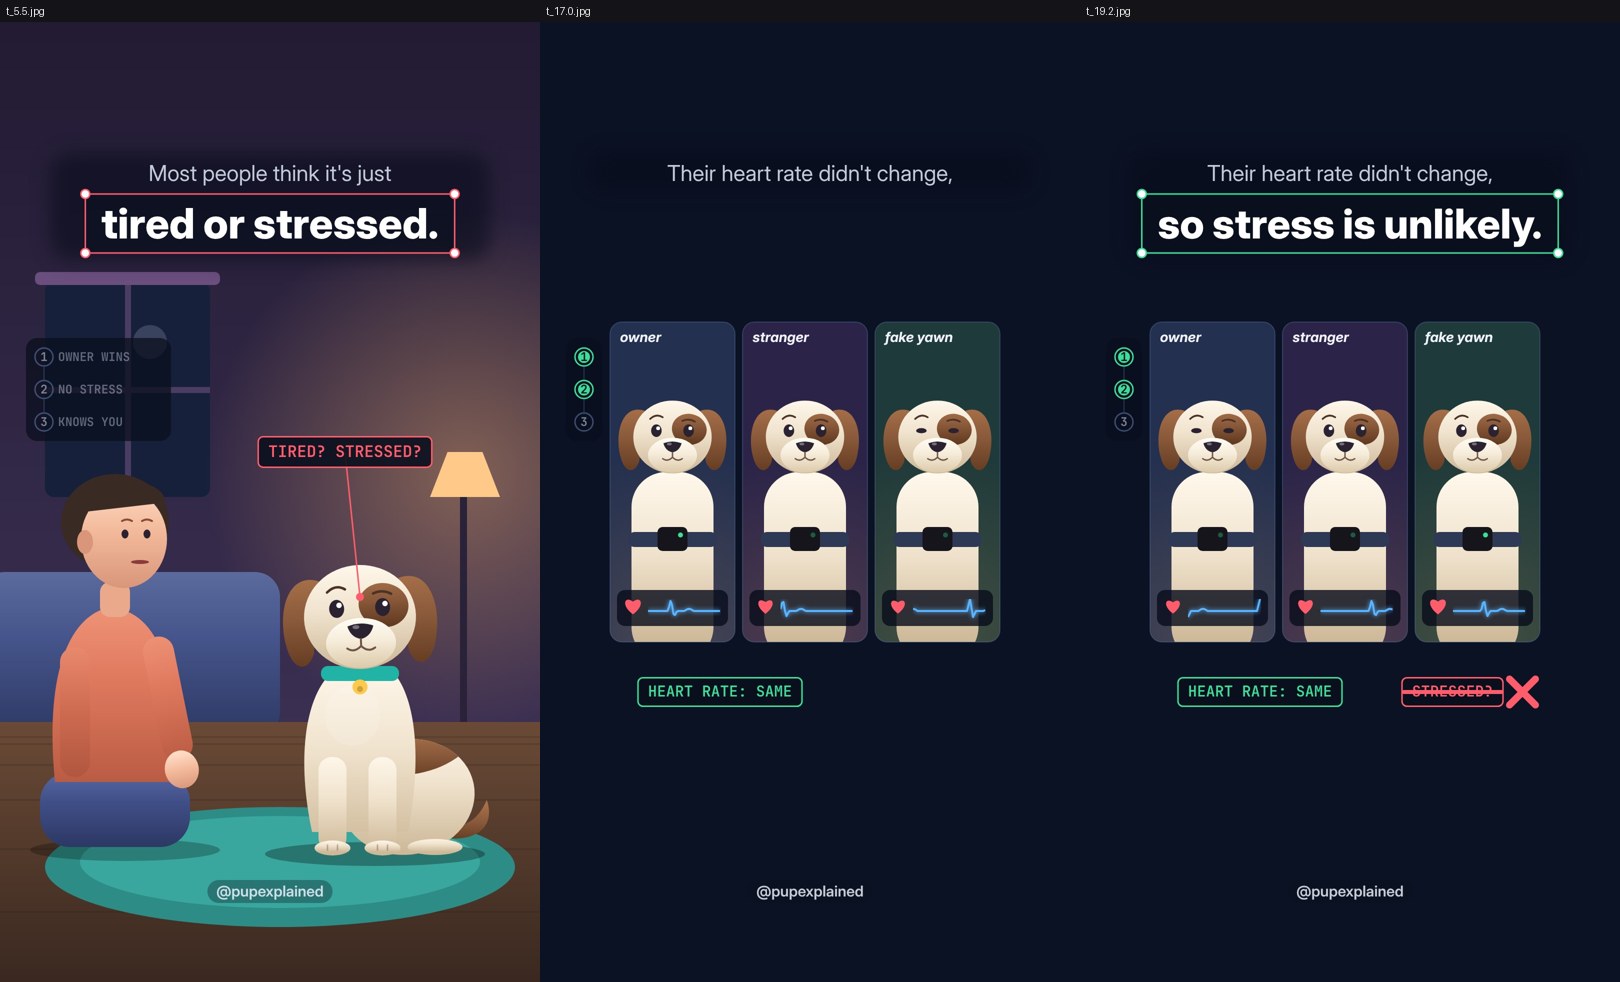 t_5.5.jpg
Most people think it's just
tired or stressed.
1 OWNER WINS
2 NO STRESS
3 KNOWS YOU
TIRED? STRESSED?
@pupexplained
t_17.0.jpg
Their heart rate didn't change,
1
2
3
owner
stranger
fake yawn
HEART RATE: SAME
@pupexplained
t_19.2.jpg
Their heart rate didn't change,
so stress is unlikely.
1
2
3
owner
stranger
fake yawn
HEART RATE: SAME
STRESSED?
@pupexplained